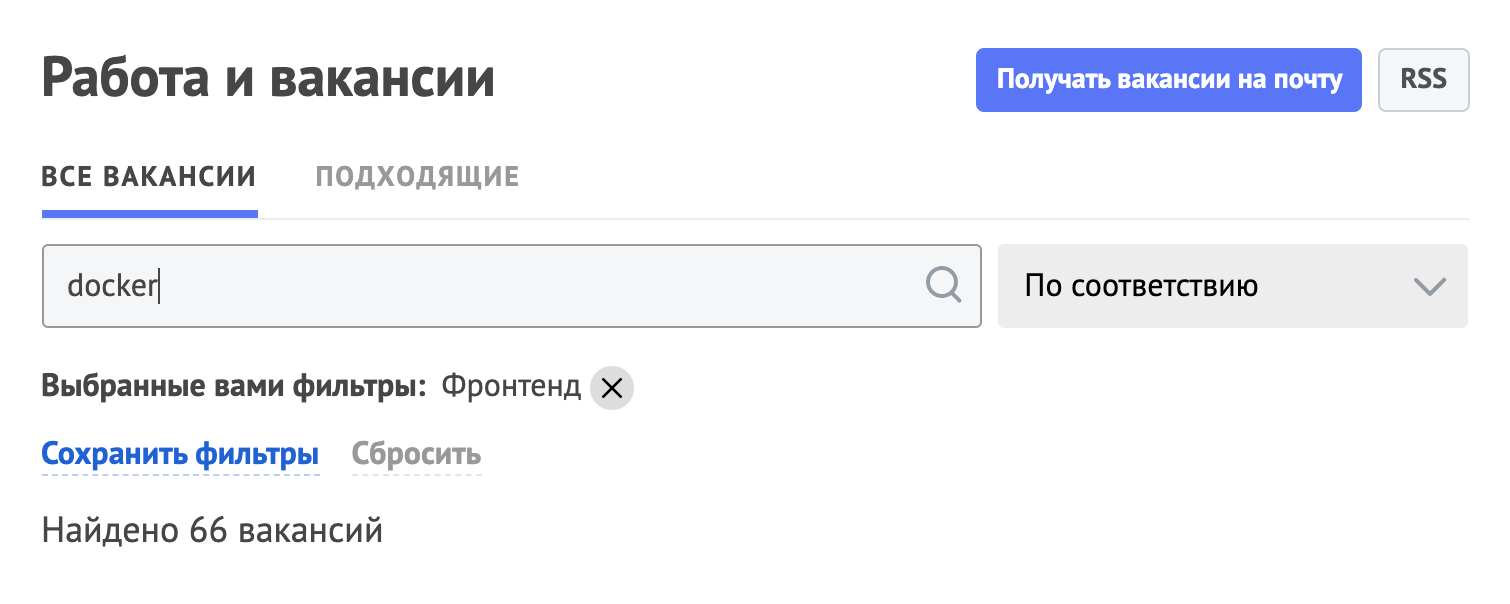 Работа и вакансии
Получать вакансии на почту
RSS
ВСЕ ВАКАНСИИ
ПОДХОДЯЩИЕ
docker
По соответствию
Выбранные вами фильтры: Фронтенд
Сохранить фильтры
Сбросить
Найдено 66 вакансий